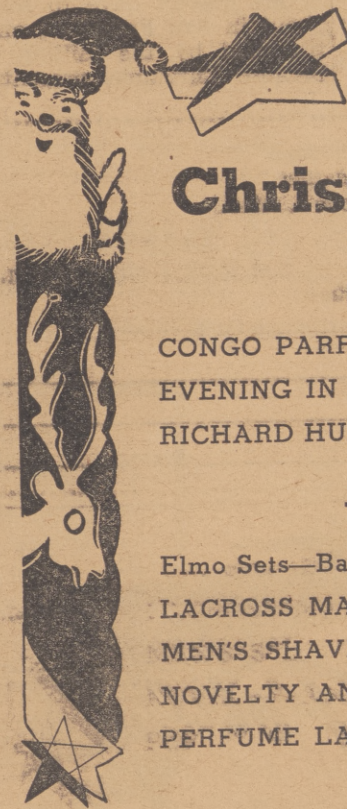 Chris
CONGO PARF
EVENING IN
RICHARD HU
Elmo Sets—Ba
LACROSS MA
MEN'S SHAV
NOVELTY AN
PERFUME LA